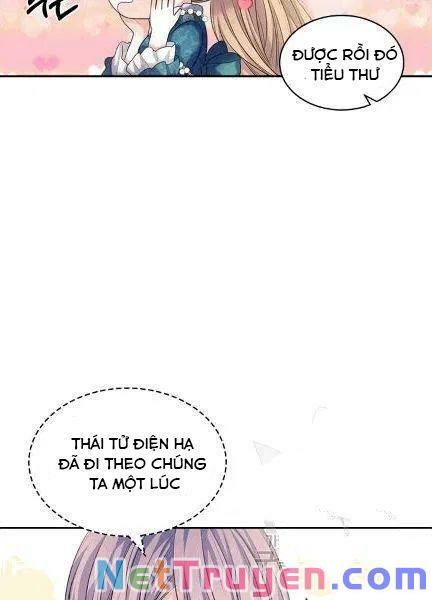 ĐƯỢC RỒI ĐÓ
TIỂU THƯ
THÁI TỬ ĐIỆN HẠ
ĐÃ ĐI THEO CHÚNG
TA MỘT LÚC
NetTruyen.com